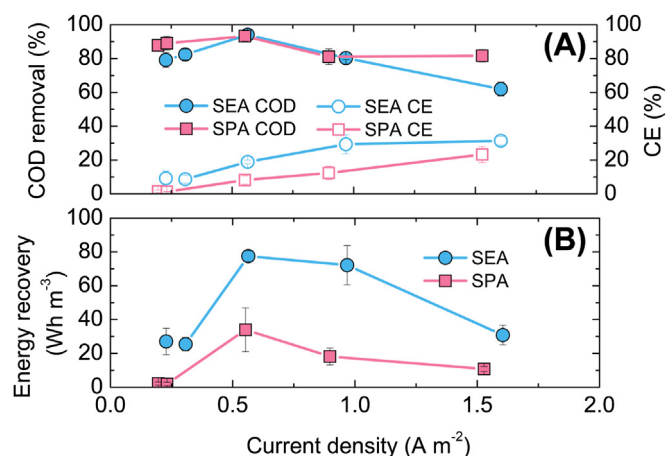 100
80
60
40
20
0
COD removal (%)
(A)
SEA COD
SEA CE
SPA COD
SPA CE
100
80
60
40
20
0
CE (%)
100
80
60
40
20
0
Energy recovery
(Wh m-3)
(B)
SEA
SPA
0.0 0.5 1.0 1.5 2.0
Current density (A m-2)